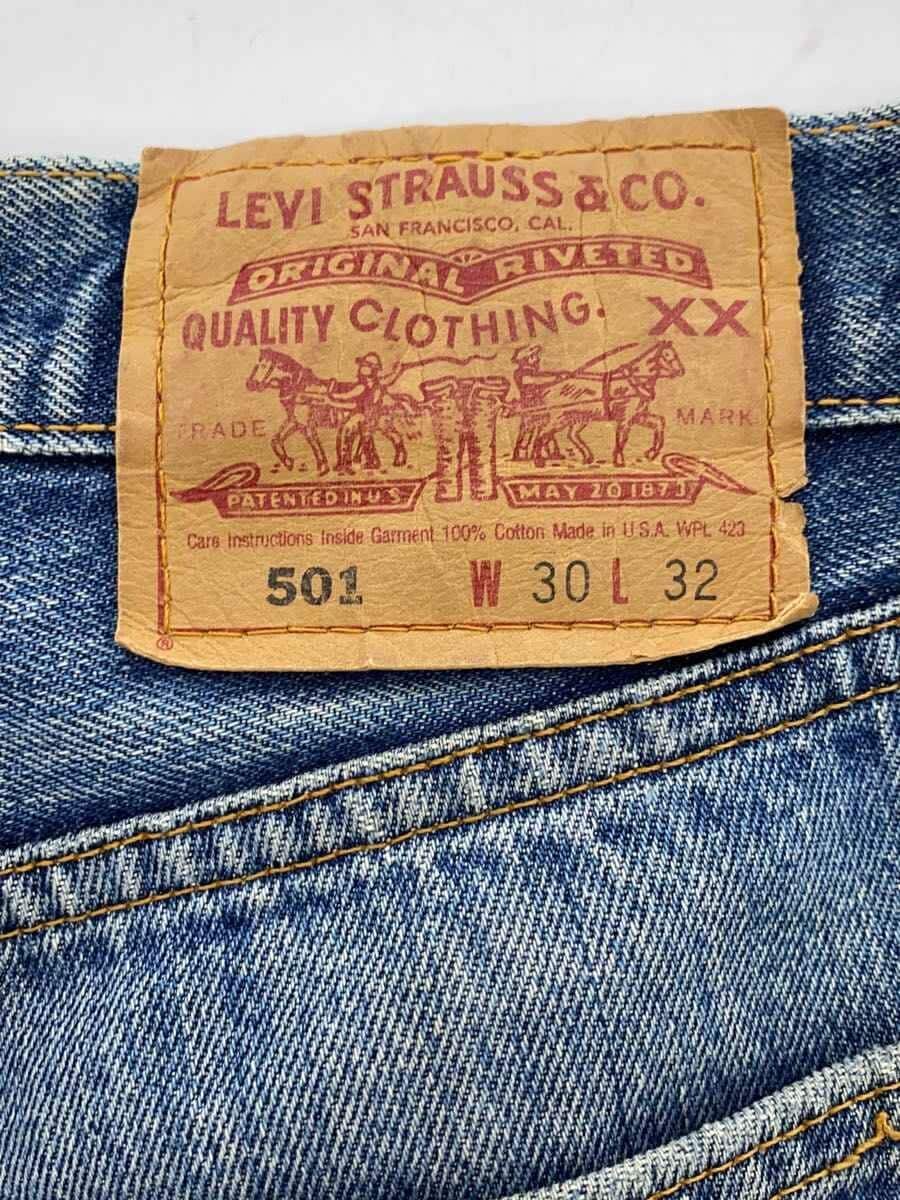 LEVI STRAUSS & CO.
SAN FRANCISCO, CAL.
ORIGINAL RIVETED
QUALITY CLOTHING. XX
TRADE MARK
PATENTED IN U.S. MAY 20 1873
Care Instructions Inside Garment 100% Cotton Made in U.S.A. WPL 423
501 W 30 L 32
®